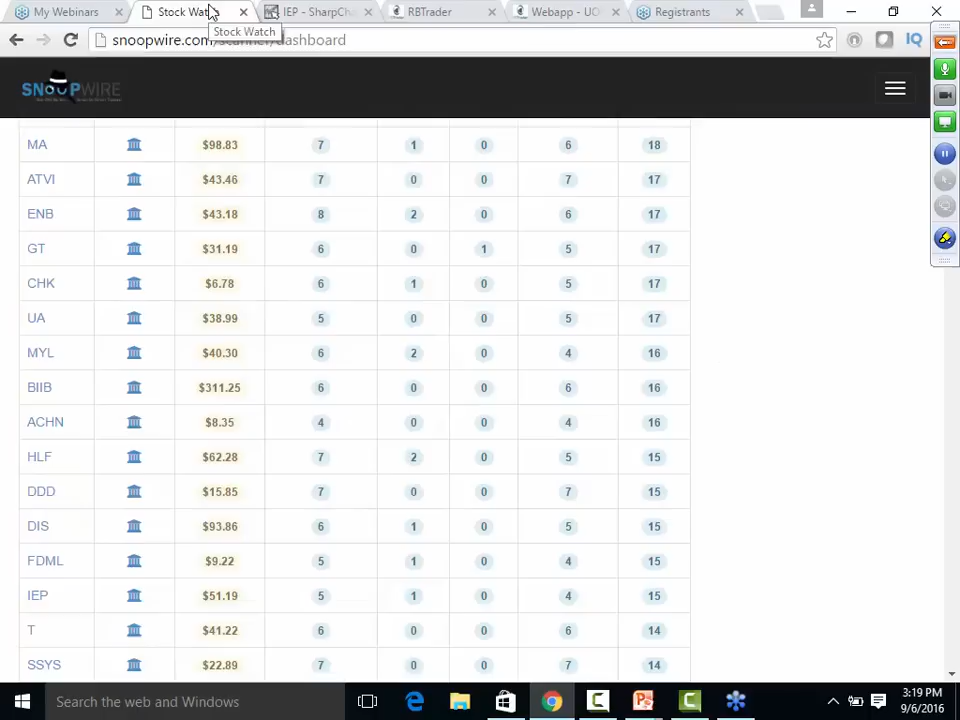 My Webinars
Stock Wat
IEP - SharpCha
RBTrader
Webapp - UO
Registrants
Stock Watch
snoopwire.com/scanner/dashboard
IQ
SNOOPWIRE
MA $98.83 7 1 0 6 18
ATVI $43.46 7 0 0 7 17
ENB $43.18 8 2 0 6 17
GT $31.19 6 0 1 5 17
CHK $6.78 6 1 0 5 17
UA $38.99 5 0 0 5 17
MYL $40.30 6 2 0 4 16
BIIB $311.25 6 0 0 6 16
ACHN $8.35 4 0 0 4 16
HLF $62.28 7 2 0 5 15
DDD $15.85 7 0 0 7 15
DIS $93.86 6 1 0 5 15
FDML $9.22 5 1 0 4 15
IEP $51.19 5 1 0 4 15
T $41.22 6 0 0 6 14
SSYS $22.89 7 0 0 7 14
Search the web and Windows
3:19 PM
9/6/2016